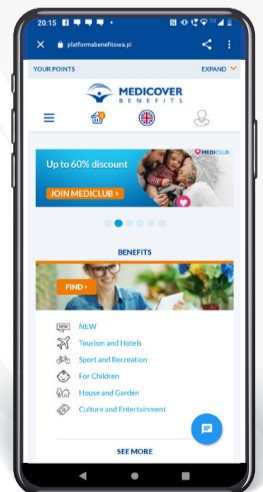 20:15
platformabenefitowa.pl
YOUR POINTS EXPAND
MEDICOVER
BENEFITS
Up to 60% discount
MEDICLUB
JOIN MEDICLUB >
BENEFITS
FIND >
NEW NEW
Tourism and Hotels
Sport and Recreation
For Children
House and Garden
Culture and Entertainment
SEE MORE